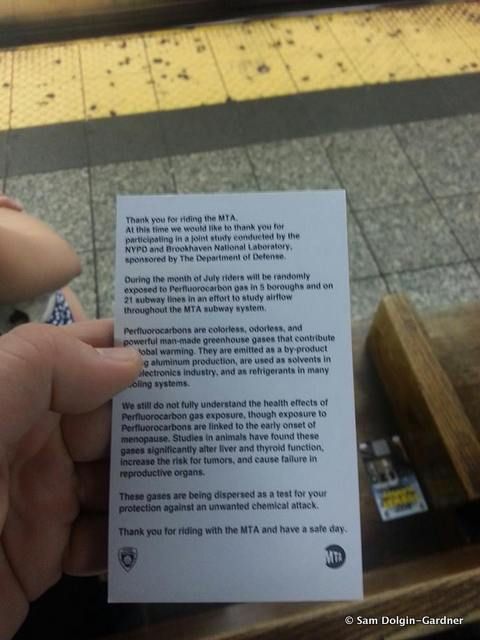 Thank you for riding the MTA.
At this time we would like to thank you for
participating in a joint study conducted by the
NYPD and Brookhaven National Laboratory,
sponsored by The Department of Defense.
During the month of July riders will be randomly
exposed to Perfluorocarbon gas in 5 boroughs and on
21 subway lines in an effort to study airflow
throughout the MTA subway system.
Perfluorocarbons are colorless, odorless, and
powerful man-made greenhouse gases that contribute
global warming. They are emitted as a by-product
aluminum production, are used as solvents in
electronics industry, and as refrigerants in many
cooling systems.
We still do not fully understand the health effects of
Perfluorocarbon gas exposure, though exposure to
Perfluorocarbons are linked to the early onset of
menopause. Studies in animals have found these
gases significantly alter liver and thyroid function,
increase the risk for tumors, and cause failure in
reproductive organs.
These gases are being dispersed as a test for your
protection against an unwanted chemical attack.
Thank you for riding with the MTA and have a safe day.
MTA
© Sam Dolgin-Gardner